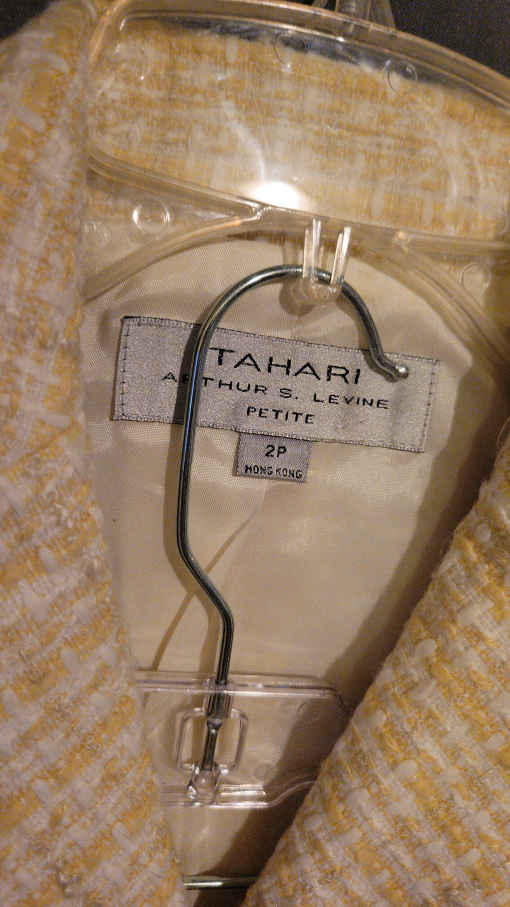 TAHARI
ARTHUR S. LEVINE
PETITE
2P
HONG KONG